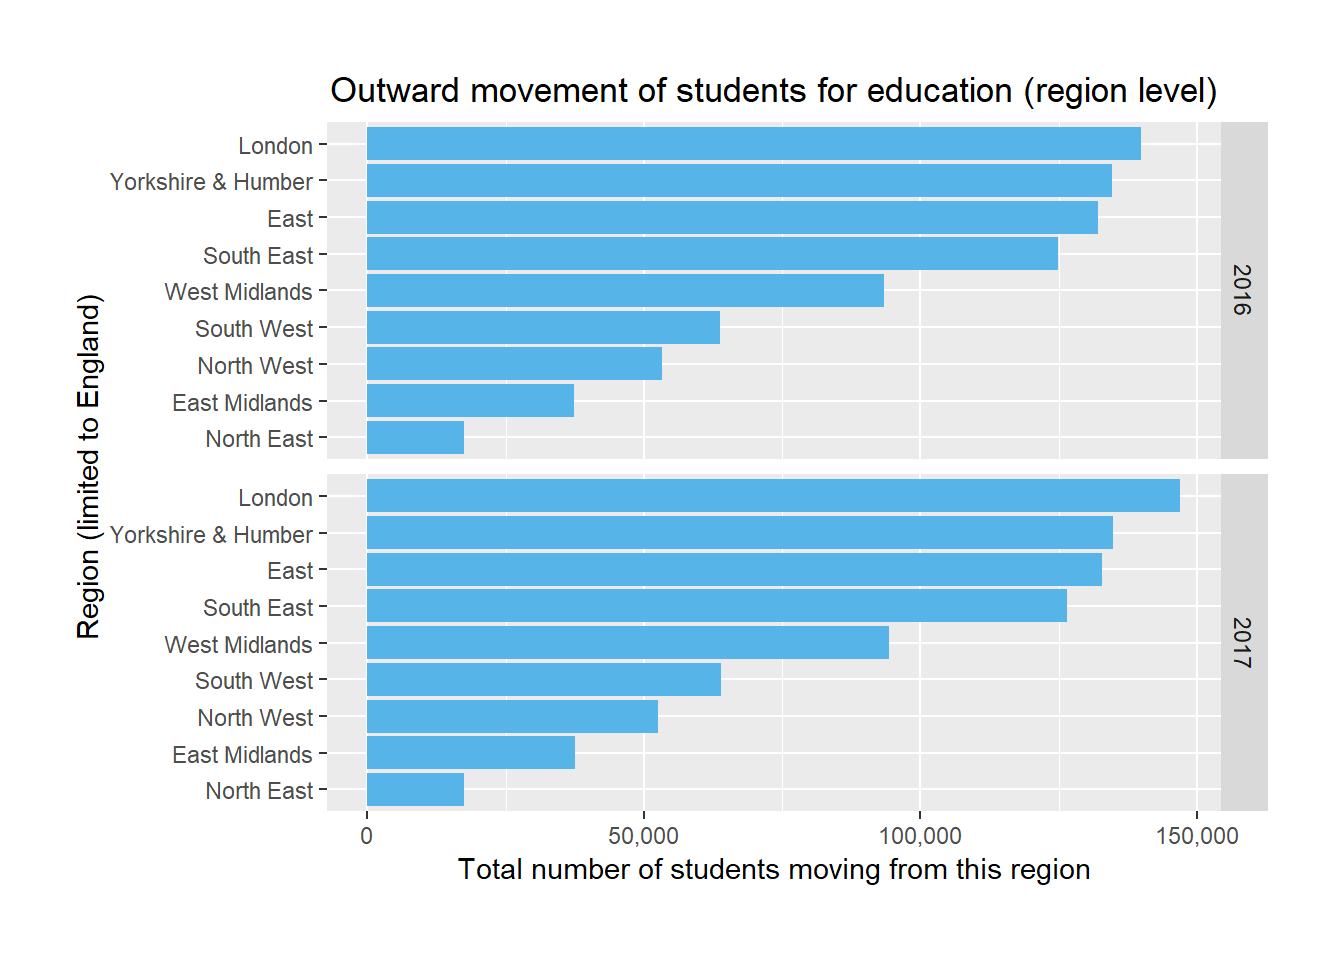 Outward movement of students for education (region level)
Region (limited to England)
London
Yorkshire & Humber
East
South East
West Midlands
South West
North West
East Midlands
North East
2016
London
Yorkshire & Humber
East
South East
West Midlands
South West
North West
East Midlands
North East
2017
0 50,000 100,000 150,000
Total number of students moving from this region